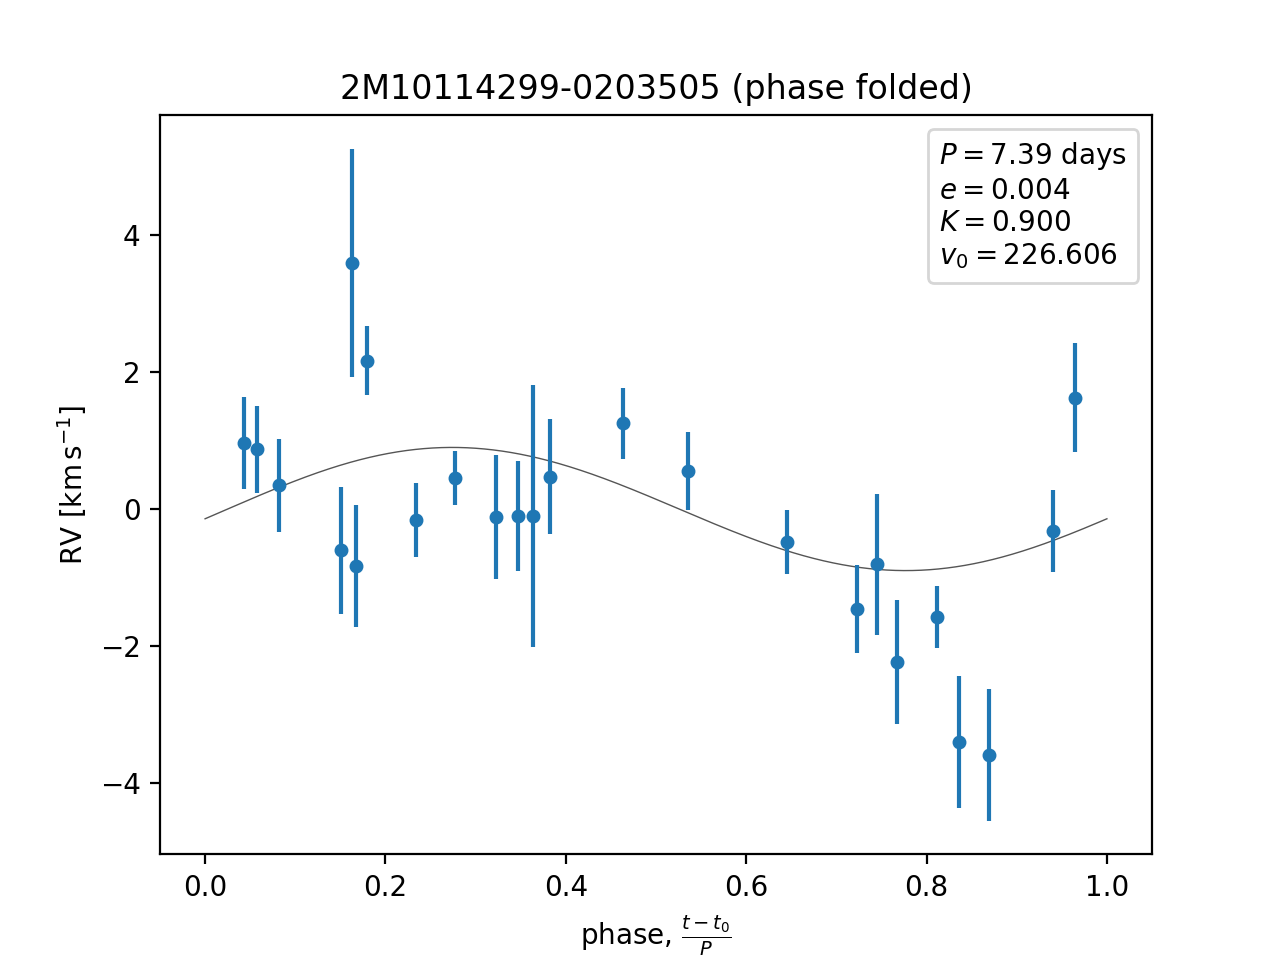 2M10114299-0203505 (phase folded)
P = 7.39 days
e = 0.004
K = 0.900
v₀ = 226.606
4
2
0
−2
−4
RV [km s⁻¹]
0.0 0.2 0.4 0.6 0.8 1.0
phase, (t − t₀)/P